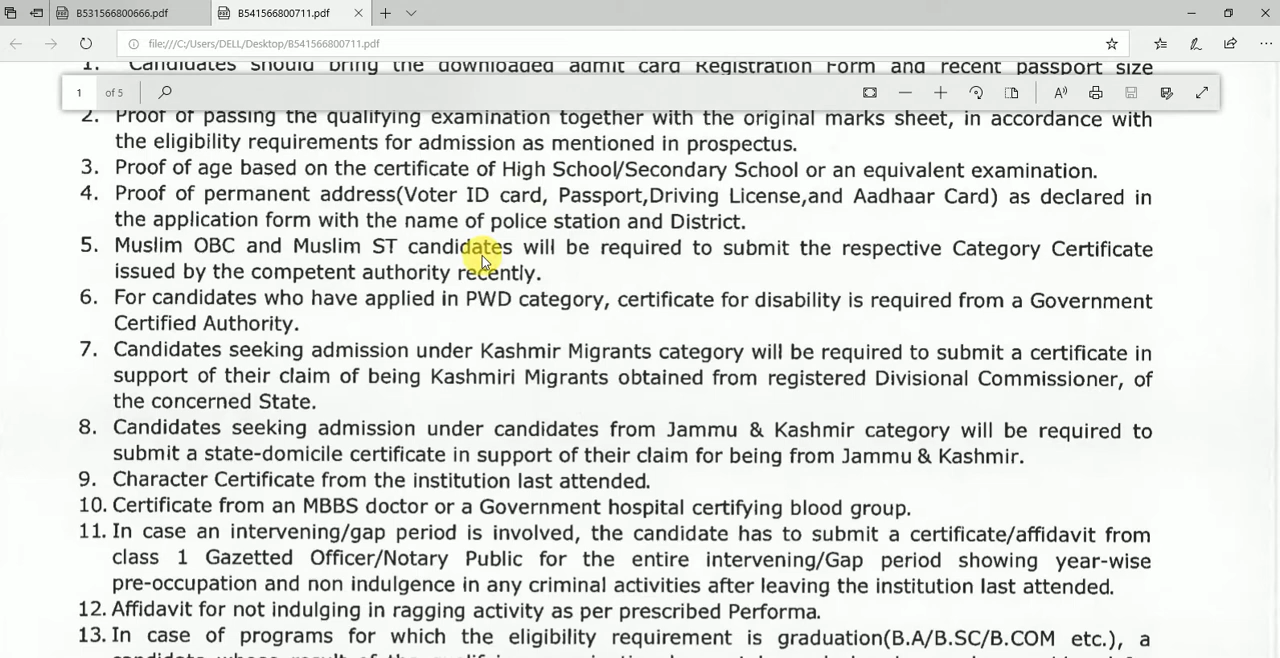 B531566800666.pdf
B541566800711.pdf
file:///C:/Users/DELL/Desktop/B541566800711.pdf
1. Candidates should bring the downloaded admit card Registration Form and recent passport size
1 of 5
2. Proof of passing the qualifying examination together with the original marks sheet, in accordance with
the eligibility requirements for admission as mentioned in prospectus.
3. Proof of age based on the certificate of High School/Secondary School or an equivalent examination.
4. Proof of permanent address(Voter ID card, Passport,Driving License,and Aadhaar Card) as declared in
the application form with the name of police station and District.
5. Muslim OBC and Muslim ST candidates will be required to submit the respective Category Certificate
issued by the competent authority recently.
6. For candidates who have applied in PWD category, certificate for disability is required from a Government
Certified Authority.
7. Candidates seeking admission under Kashmir Migrants category will be required to submit a certificate in
support of their claim of being Kashmiri Migrants obtained from registered Divisional Commissioner, of
the concerned State.
8. Candidates seeking admission under candidates from Jammu & Kashmir category will be required to
submit a state-domicile certificate in support of their claim for being from Jammu & Kashmir.
9. Character Certificate from the institution last attended.
10. Certificate from an MBBS doctor or a Government hospital certifying blood group.
11. In case an intervening/gap period is involved, the candidate has to submit a certificate/affidavit from
class 1 Gazetted Officer/Notary Public for the entire intervening/Gap period showing year-wise
pre-occupation and non indulgence in any criminal activities after leaving the institution last attended.
12. Affidavit for not indulging in ragging activity as per prescribed Performa.
13. In case of programs for which the eligibility requirement is graduation(B.A/B.SC/B.COM etc.), a